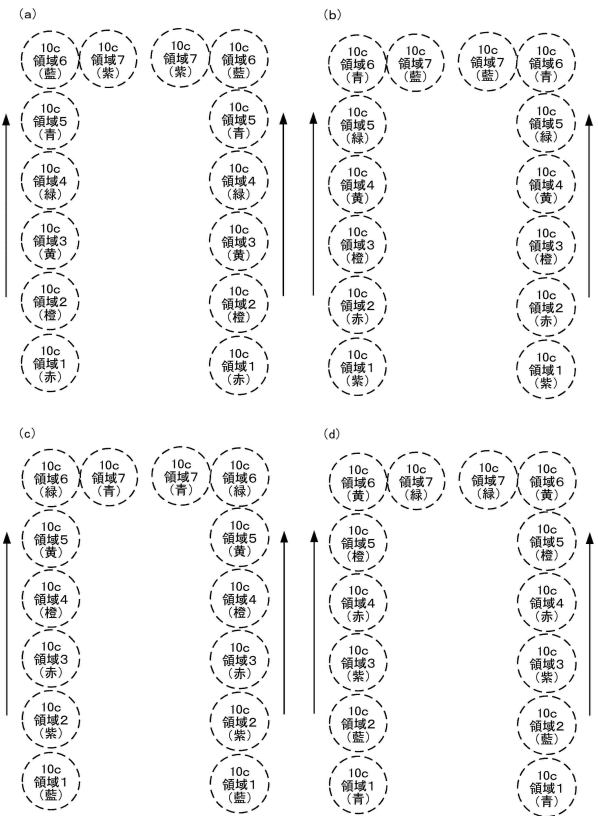 (a)
10c
領域6
(藍)
10c
領域7
(紫)
10c
領域7
(紫)
10c
領域6
(藍)
10c
領域5
(青)
10c
領域5
(青)
10c
領域4
(緑)
10c
領域4
(緑)
10c
領域3
(黄)
10c
領域3
(黄)
10c
領域2
(橙)
10c
領域2
(橙)
10c
領域1
(赤)
10c
領域1
(赤)
(b)
10c
領域6
(青)
10c
領域7
(藍)
10c
領域7
(藍)
10c
領域6
(青)
10c
領域5
(緑)
10c
領域5
(緑)
10c
領域4
(黄)
10c
領域4
(黄)
10c
領域3
(橙)
10c
領域3
(橙)
10c
領域2
(赤)
10c
領域2
(赤)
10c
領域1
(紫)
10c
領域1
(紫)
(c)
10c
領域6
(緑)
10c
領域7
(青)
10c
領域7
(青)
10c
領域6
(緑)
10c
領域5
(黄)
10c
領域5
(黄)
10c
領域4
(橙)
10c
領域4
(橙)
10c
領域3
(赤)
10c
領域3
(赤)
10c
領域2
(紫)
10c
領域2
(紫)
10c
領域1
(藍)
10c
領域1
(藍)
(d)
10c
領域6
(黄)
10c
領域7
(緑)
10c
領域7
(緑)
10c
領域6
(黄)
10c
領域5
(橙)
10c
領域5
(橙)
10c
領域4
(赤)
10c
領域4
(赤)
10c
領域3
(紫)
10c
領域3
(紫)
10c
領域2
(藍)
10c
領域2
(藍)
10c
領域1
(青)
10c
領域1
(青)